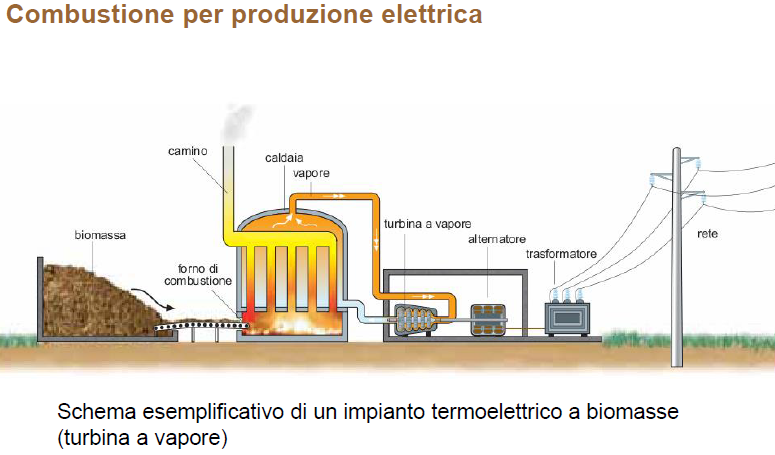 Combustione per produzione elettrica
camino
caldaia
vapore
biomassa
forno di
combustione
turbina a vapore
alternatore
trasformatore
rete
Schema esemplificativo di un impianto termoelettrico a biomasse
(turbina a vapore)